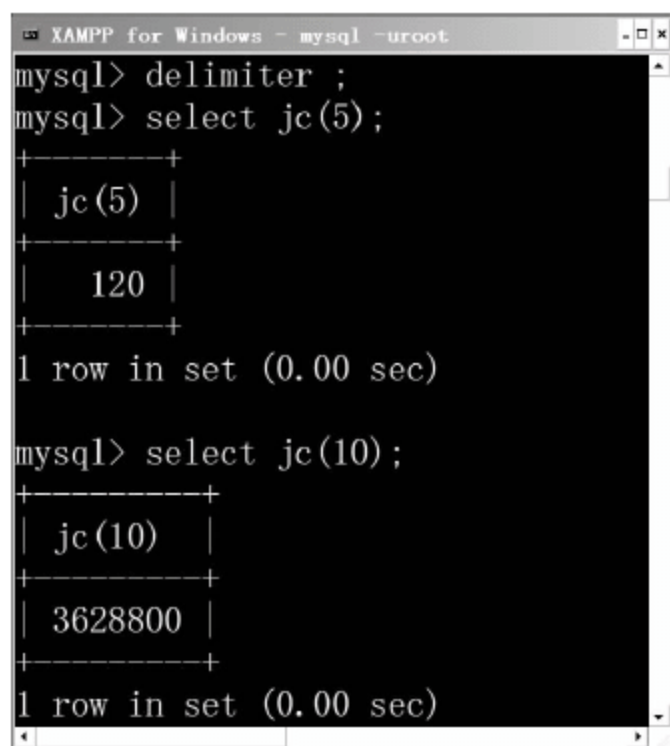 XAMPP for Windows - mysql -uroot
mysql> delimiter ;
mysql> select jc(5);
+-------+
| jc(5) |
+-------+
|   120 |
+-------+
1 row in set (0.00 sec)
mysql> select jc(10);
+---------+
| jc(10)  |
+---------+
| 3628800 |
+---------+
1 row in set (0.00 sec)